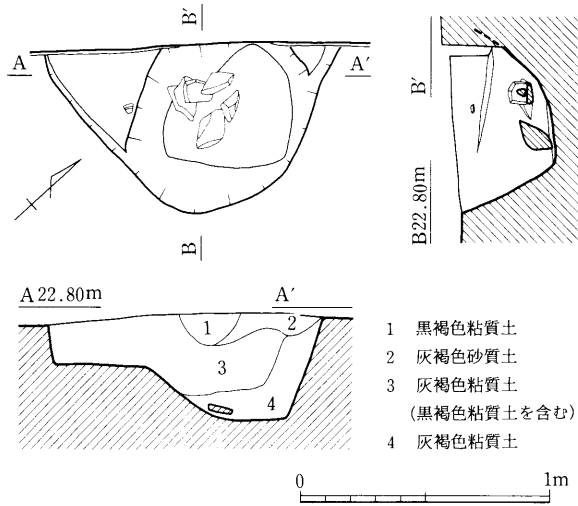 B′
A
A′
B
B′
B22.80m
A 22.80m
A′
1
2
3
4
1 黒褐色粘質土
2 灰褐色砂質土
3 灰褐色粘質土
(黒褐色粘質土を含む)
4 灰褐色粘質土
0
1m